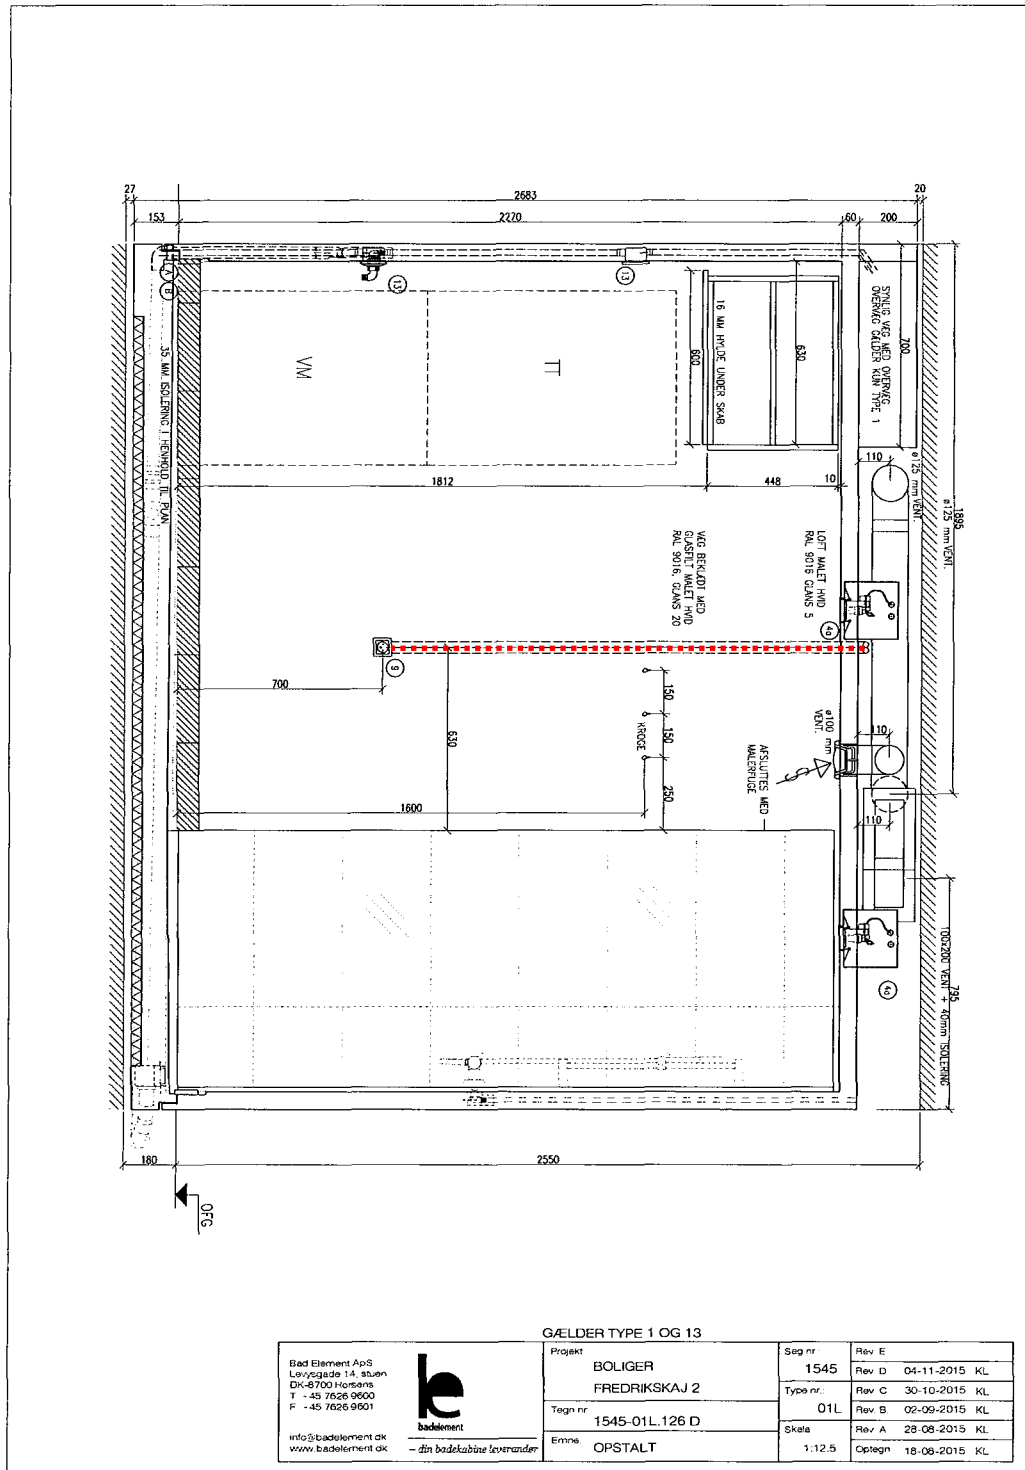 27
2683
20
153
2270
60
200
A
B
13
13
SYNLIG VÆG MED OVERVÆG
OVERVÆG GÆLDER KUN TYPE 1
700
16 MM HYLDE UNDER SKAB
600
630
VM
TT
35 MM. ISOLERING I HENHOLD TIL PLAN
110
ø125 mm VENT.
1895
ø125 mm VENT.
1812
448
10
VÆG BEKLÆDT MED
GLASFILT MALET HVID
RAL 9016, GLANS 20
LOFT MALET HVID
RAL 9016 GLANS 5
4a
9
700
630
150
150
KROGE
250
ø100 mm
VENT.
110
AFSLUTTES MED
MALERFUGE
1600
110
795
100x200 VENT + 40mm ISOLERING
4a
180
2550
OFG
GÆLDER TYPE 1 OG 13
Bad Element ApS
Levysgade 14, stuen
DK-8700 Horsens
T - 45 7626 9600
F - 45 7626 9601
info@badelement.dk
www.badelement.dk
badelement
– din badekabine leverandør
Projekt
BOLIGER
FREDRIKSKAJ 2
Tegn nr
1545-01L.126 D
Emne.
OPSTALT
Sag nr
1545
Type nr.:
01L
Skala
1:12.5
Rev E
Rev D 04-11-2015 KL
Rev C 30-10-2015 KL
Rev. B. 02-09-2015 KL
Rev A 28-08-2015 KL
Optegn 18-08-2015 KL